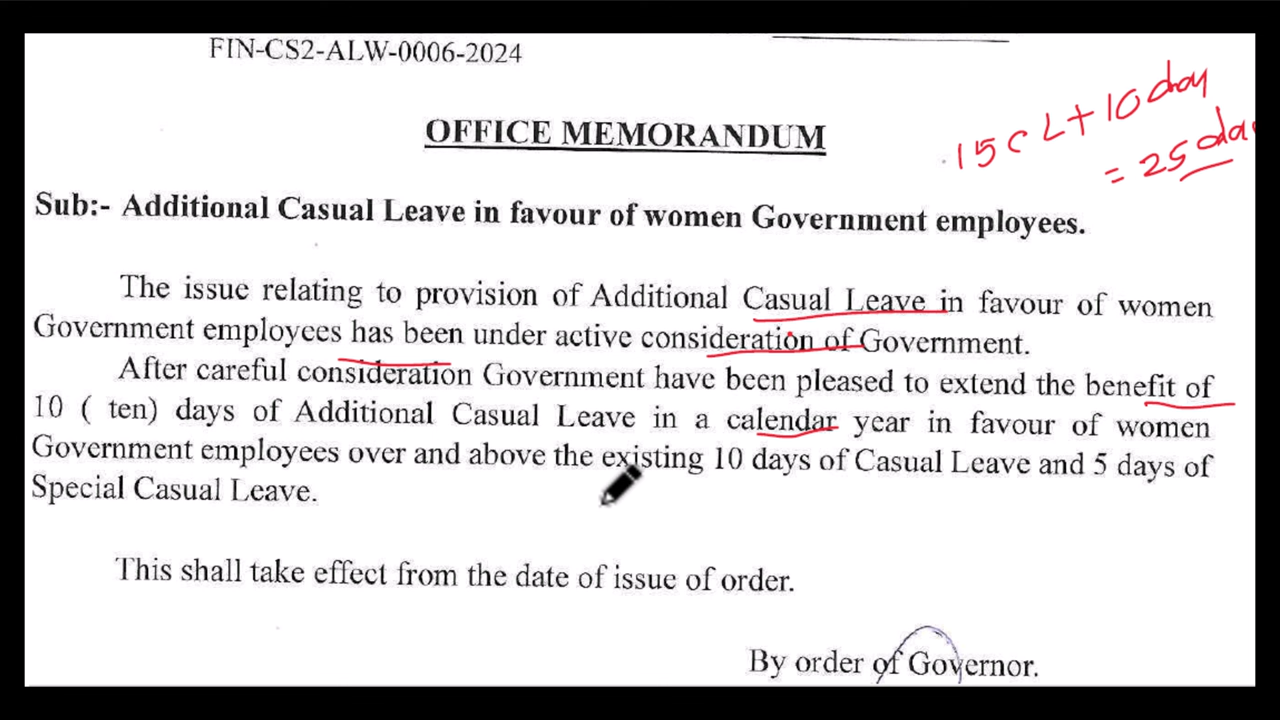 FIN-CS2-ALW-0006-2024
OFFICE MEMORANDUM
15 CL + 10 day
= 25 day
Sub:- Additional Casual Leave in favour of women Government employees.
The issue relating to provision of Additional Casual Leave in favour of women
Government employees has been under active consideration of Government.
After careful consideration Government have been pleased to extend the benefit of
10 ( ten) days of Additional Casual Leave in a calendar year in favour of women
Government employees over and above the existing 10 days of Casual Leave and 5 days of
Special Casual Leave.
This shall take effect from the date of issue of order.
By order of Governor.